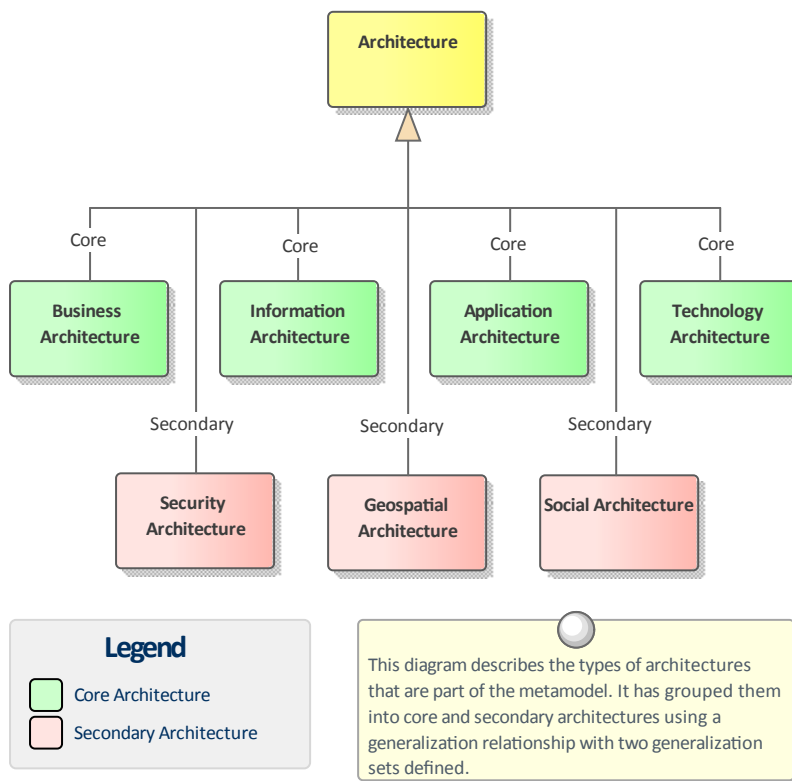 Architecture
Core
Core
Core
Core
Business
Architecture
Information
Architecture
Application
Architecture
Technology
Architecture
Secondary
Secondary
Secondary
Security
Architecture
Geospatial
Architecture
Social Architecture
Legend
Core Architecture
Secondary Architecture
This diagram describes the types of architectures
that are part of the metamodel. It has grouped them
into core and secondary architectures using a
generalization relationship with two generalization
sets defined.